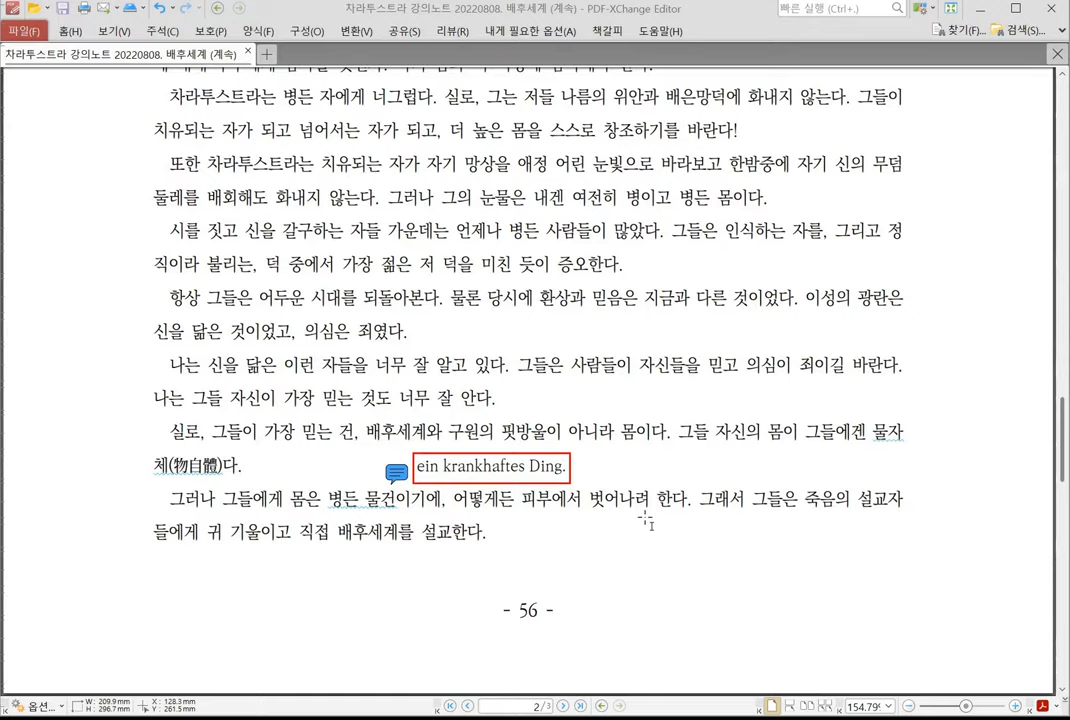 차라투스트라 강의노트 20220808. 배후세계 (계속) - PDF-XChange Editor
빠른 실행 (Ctrl+.)
파일(F) 홈(H) 보기(V) 주석(C) 보호(P) 양식(F) 구성(O) 변환(V) 공유(S) 리뷰(R) 내게 필요한 옵션(A) 책갈피 도움말(H) 찾기(F)... 검색(S)...
차라투스트라 강의노트 20220808. 배후세계 (계속)
차라투스트라는 병든 자에게 너그럽다. 실로, 그는 저들 나름의 위안과 배은망덕에 화내지 않는다. 그들이
치유되는 자가 되고 넘어서는 자가 되고, 더 높은 몸을 스스로 창조하기를 바란다!
또한 차라투스트라는 치유되는 자가 자기 망상을 애정 어린 눈빛으로 바라보고 한밤중에 자기 신의 무덤
둘레를 배회해도 화내지 않는다. 그러나 그의 눈물은 내겐 여전히 병이고 병든 몸이다.
시를 짓고 신을 갈구하는 자들 가운데는 언제나 병든 사람들이 많았다. 그들은 인식하는 자를, 그리고 정
직이라 불리는, 덕 중에서 가장 젊은 저 덕을 미친 듯이 증오한다.
항상 그들은 어두운 시대를 되돌아본다. 물론 당시에 환상과 믿음은 지금과 다른 것이었다. 이성의 광란은
신을 닮은 것이었고, 의심은 죄였다.
나는 신을 닮은 이런 자들을 너무 잘 알고 있다. 그들은 사람들이 자신들을 믿고 의심이 죄이길 바란다.
나는 그들 자신이 가장 믿는 것도 너무 잘 안다.
실로, 그들이 가장 믿는 건, 배후세계와 구원의 핏방울이 아니라 몸이다. 그들 자신의 몸이 그들에겐 물자
체(物自體)다.
ein krankhaftes Ding.
그러나 그들에게 몸은 병든 물건이기에, 어떻게든 피부에서 벗어나려 한다. 그래서 그들은 죽음의 설교자
들에게 귀 기울이고 직접 배후세계를 설교한다.
- 56 -
옵션... W: 209.9 mm X: 128.3 mm
H: 296.7 mm Y: 261.5 mm
2/3
154.79%